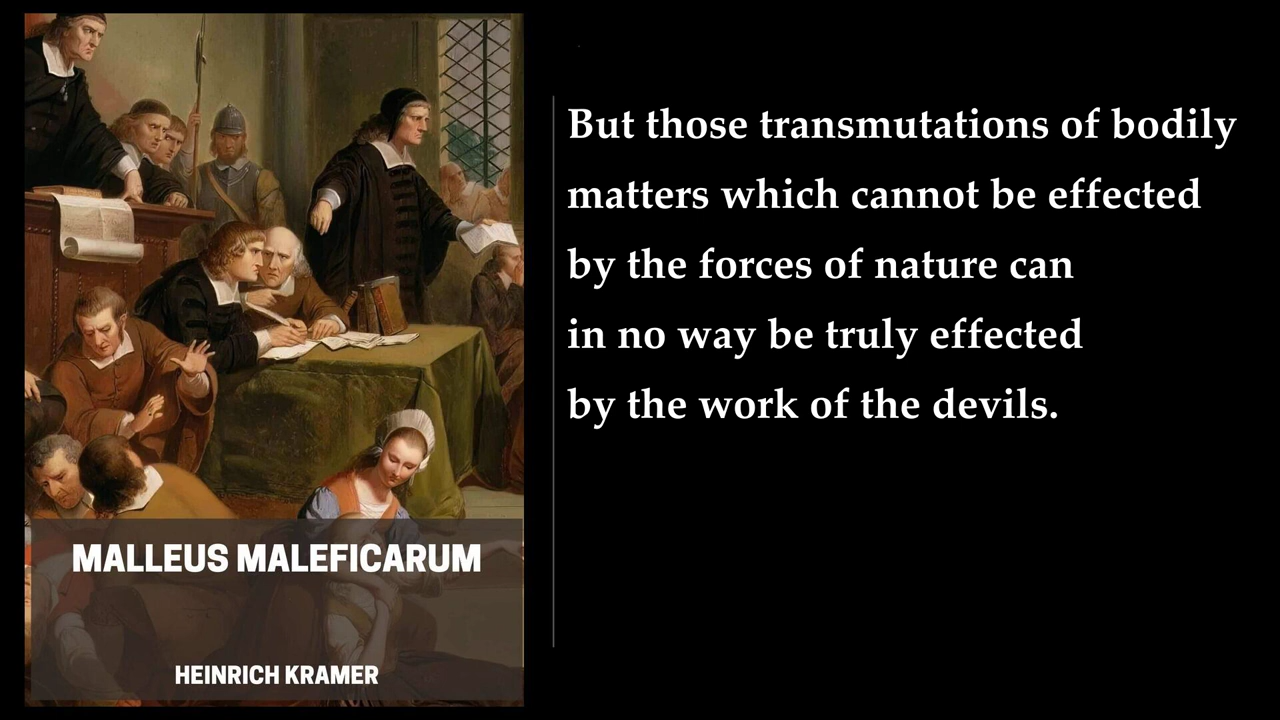 MALLEUS MALEFICARUM
HEINRICH KRAMER
But those transmutations of bodily
matters which cannot be effected
by the forces of nature can
in no way be truly effected
by the work of the devils.